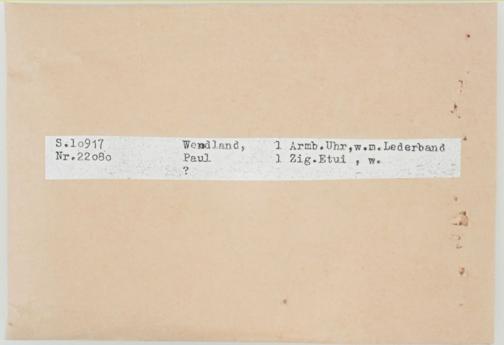 S.10917 Wendland, 1 Armb.Uhr,w.m.Lederband
Nr.22080 Paul 1 Zig.Etui , w.
?